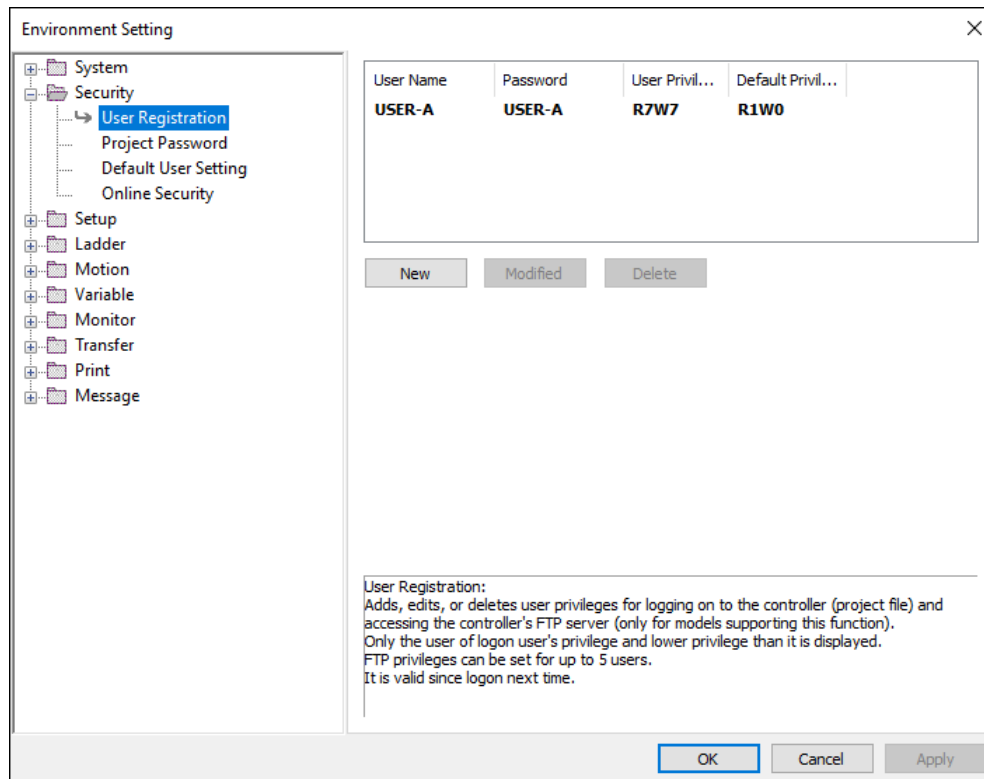 Environment Setting
System
Security
User Registration
Project Password
Default User Setting
Online Security
Setup
Ladder
Motion
Variable
Monitor
Transfer
Print
Message
User Name Password User Privil... Default Privil...
USER-A USER-A R7W7 R1W0
New Modified Delete
User Registration:
Adds, edits, or deletes user privileges for logging on to the controller (project file) and
accessing the controller's FTP server (only for models supporting this function).
Only the user of logon user's privilege and lower privilege than it is displayed.
FTP privileges can be set for up to 5 users.
It is valid since logon next time.
OK Cancel Apply